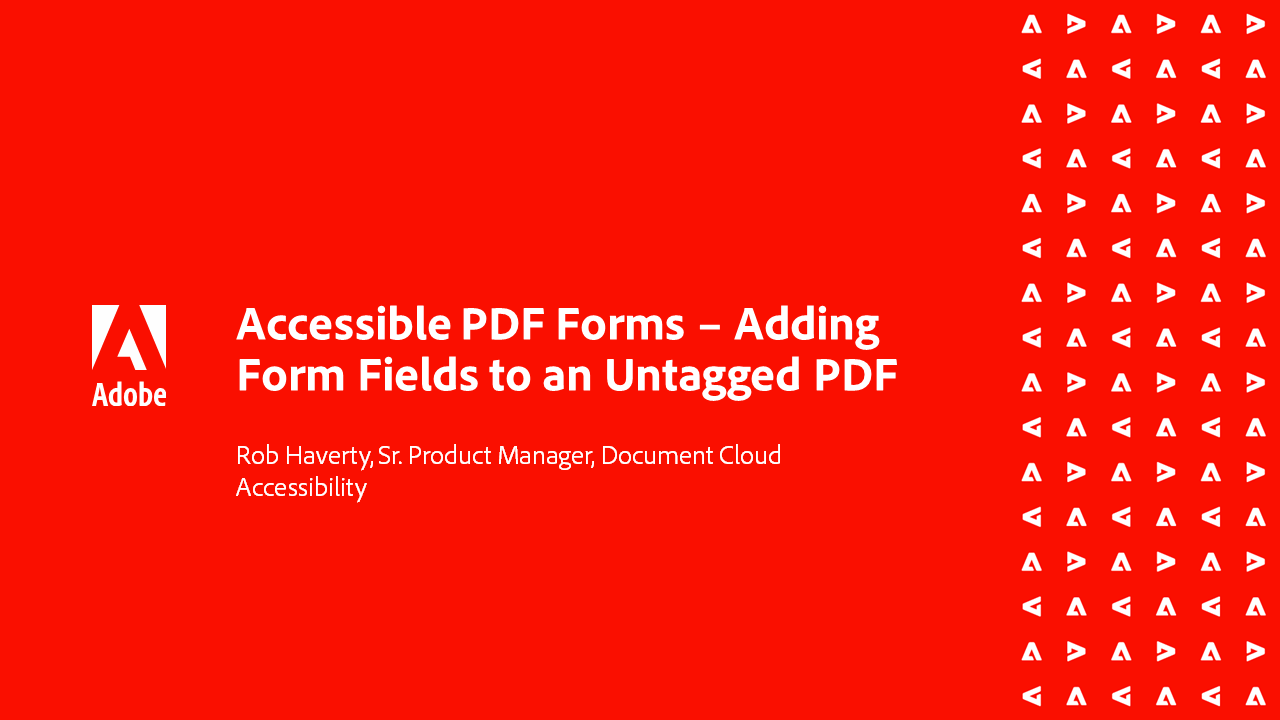 Accessible PDF Forms – Adding
Form Fields to an Untagged PDF
Adobe
Rob Haverty, Sr. Product Manager, Document Cloud
Accessibility